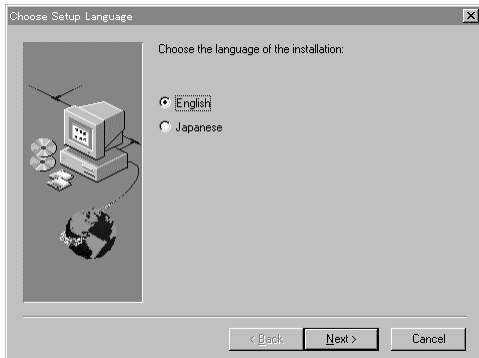 Choose Setup Language
Choose the language of the installation:
English
Japanese
< Back
Next >
Cancel